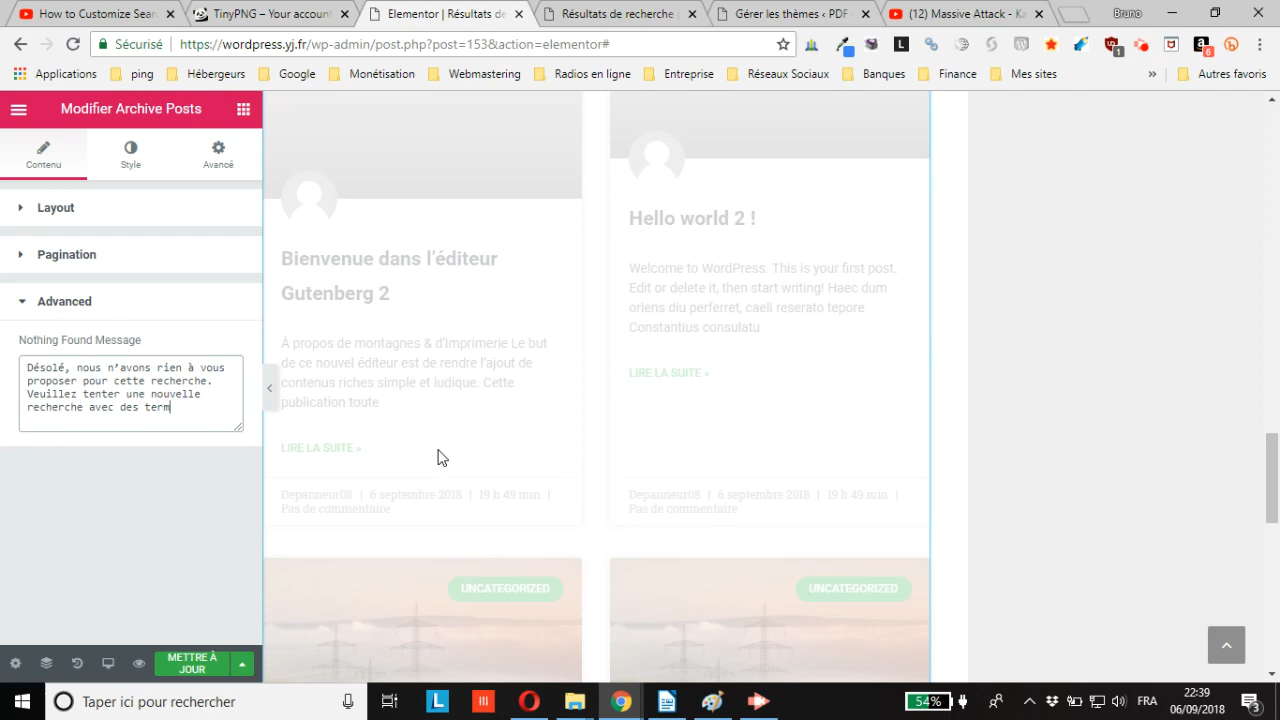 How to Customize Sear
TinyPNG – Your account
Elementor | Résultats de
Résultats de recherche
Gérer les thèmes ‹ PDF
(12) Massive Attack - Ka
Bruno
Sécurisé
https://wordpress.yj.fr/wp-admin/post.php?post=153&action=elementor#
Applications
ping
Hébergeurs
Google
Monétisation
Webmastering
Radios en ligne
Entreprise
Réseaux Sociaux
Banques
Finance
Mes sites
»
Autres favoris
Modifier Archive Posts
Contenu
Style
Avancé
Layout
Pagination
Advanced
Nothing Found Message
Désolé, nous n’avons rien à vous
proposer pour cette recherche.
Veuillez tenter une nouvelle
recherche avec des term
METTRE À
JOUR
Bienvenue dans l’éditeur
Gutenberg 2
À propos de montagnes & d’imprimerie Le but
de ce nouvel éditeur est de rendre l’ajout de
contenus riches simple et ludique. Cette
publication toute
LIRE LA SUITE »
Depanneur08 | 6 septembre 2018 | 19 h 49 min |
Pas de commentaire
Hello world 2 !
Welcome to WordPress. This is your first post.
Edit or delete it, then start writing! Haec dum
oriens diu perferret, caeli reserato tepore
Constantius consulatu
LIRE LA SUITE »
Depanneur08 | 6 septembre 2018 | 19 h 49 min |
Pas de commentaire
UNCATEGORIZED
UNCATEGORIZED
Taper ici pour rechercher
54%
FRA
22:39
06/09/2018